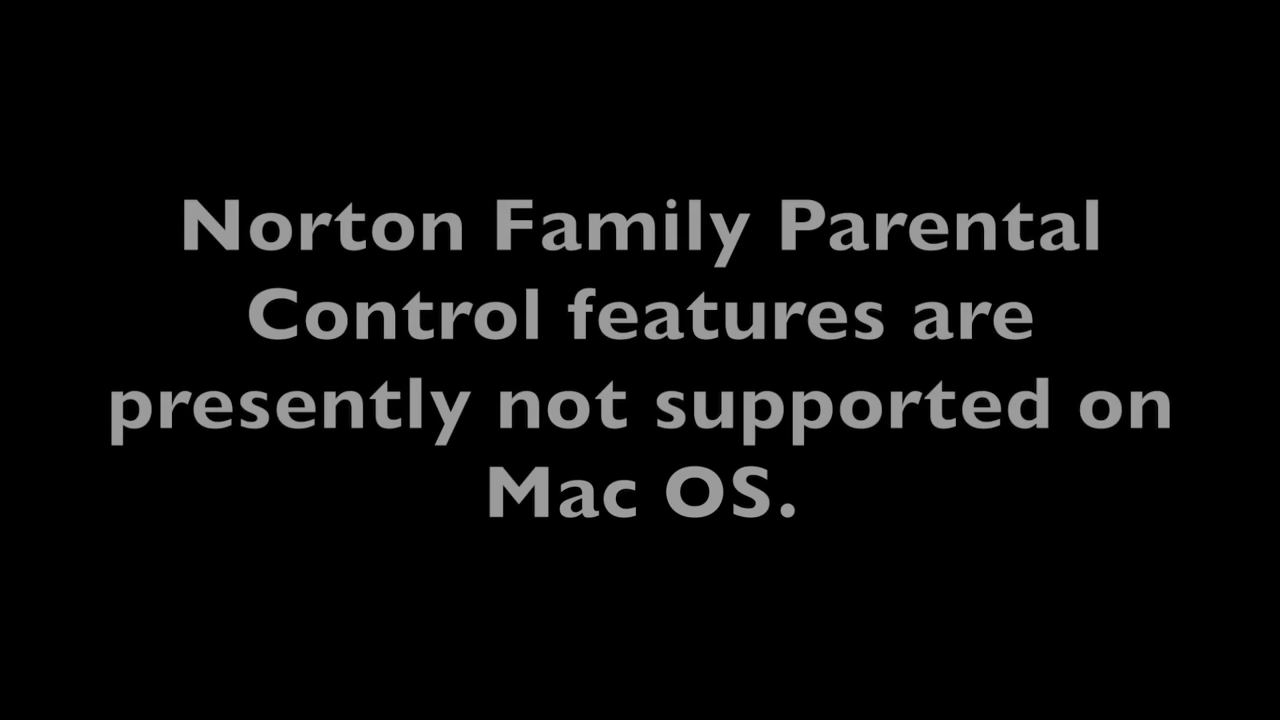 Norton Family Parental
Control features are
presently not supported on
Mac OS.